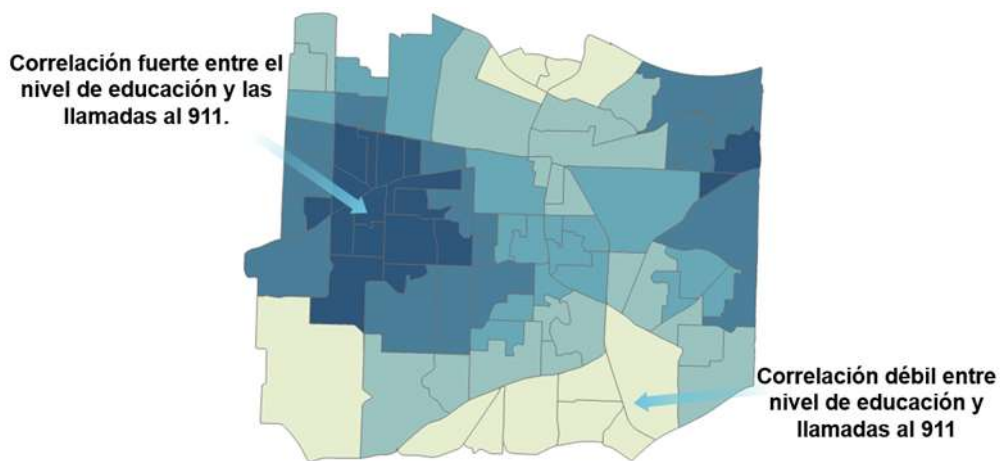 Correlación fuerte entre el
nivel de educación y las
llamadas al 911.
Correlación débil entre
nivel de educación y
llamadas al 911